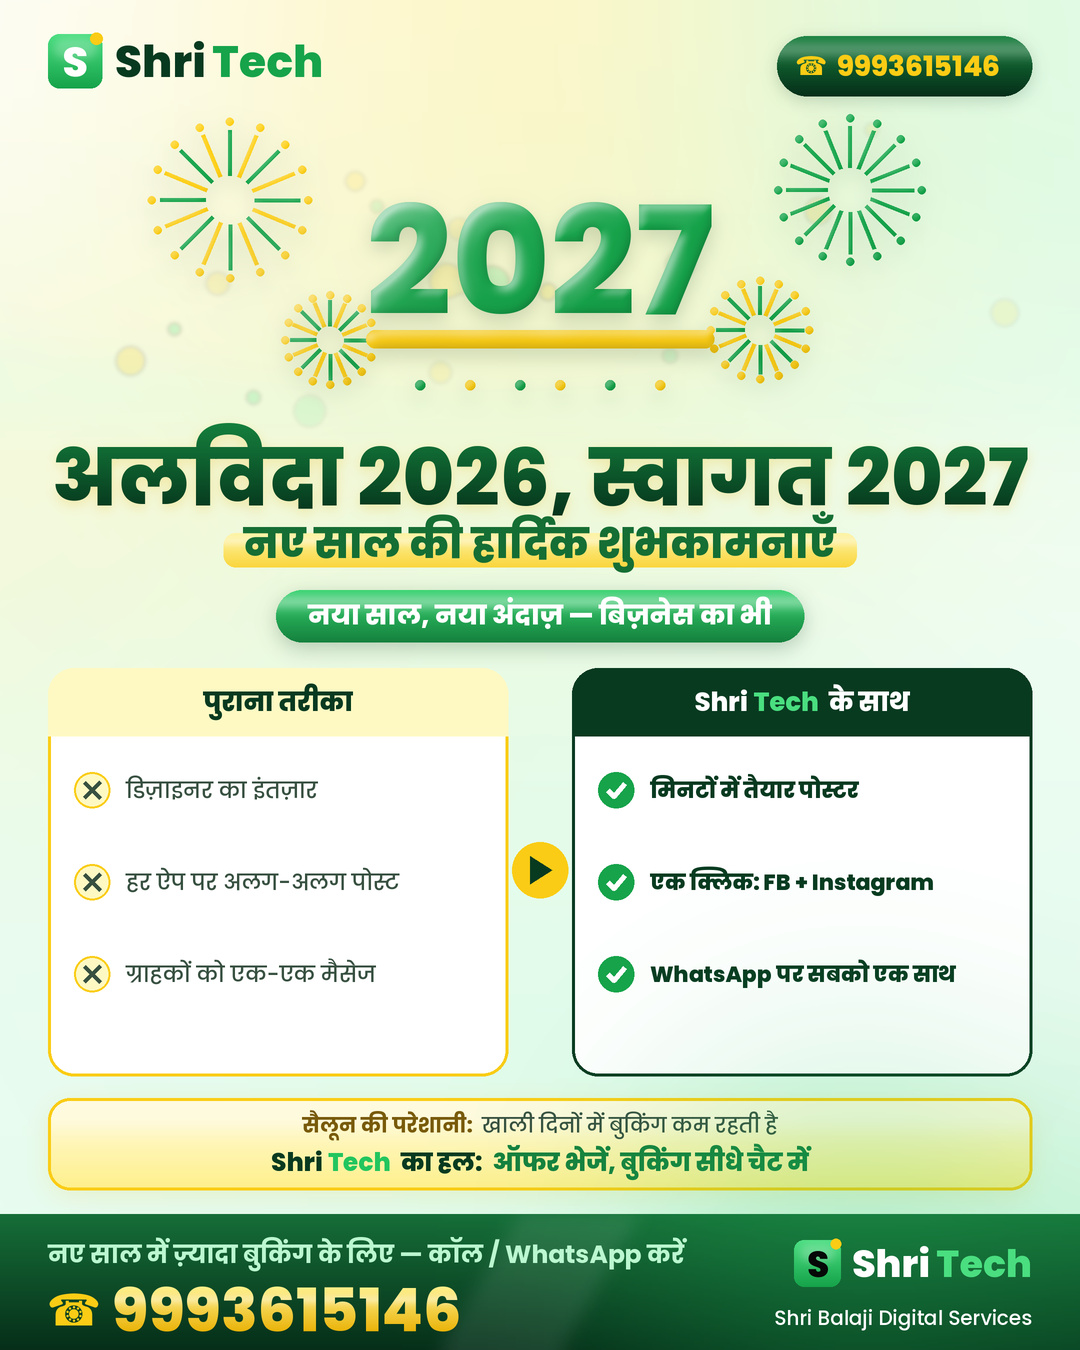 S Shri Tech
☎ 9993615146
2027
अलविदा 2026, स्वागत 2027
नए साल की हार्दिक शुभकामनाएँ
नया साल, नया अंदाज़ — बिज़नेस का भी
पुराना तरीका
डिज़ाइनर का इंतज़ार
हर ऐप पर अलग-अलग पोस्ट
ग्राहकों को एक-एक मैसेज
Shri Tech के साथ
मिनटों में तैयार पोस्टर
एक क्लिक: FB + Instagram
WhatsApp पर सबको एक साथ
सैलून की परेशानी: खाली दिनों में बुकिंग कम रहती है
Shri Tech का हल: ऑफर भेजें, बुकिंग सीधे चैट में
नए साल में ज़्यादा बुकिंग के लिए — कॉल / WhatsApp करें
☎ 9993615146
S Shri Tech
Shri Balaji Digital Services